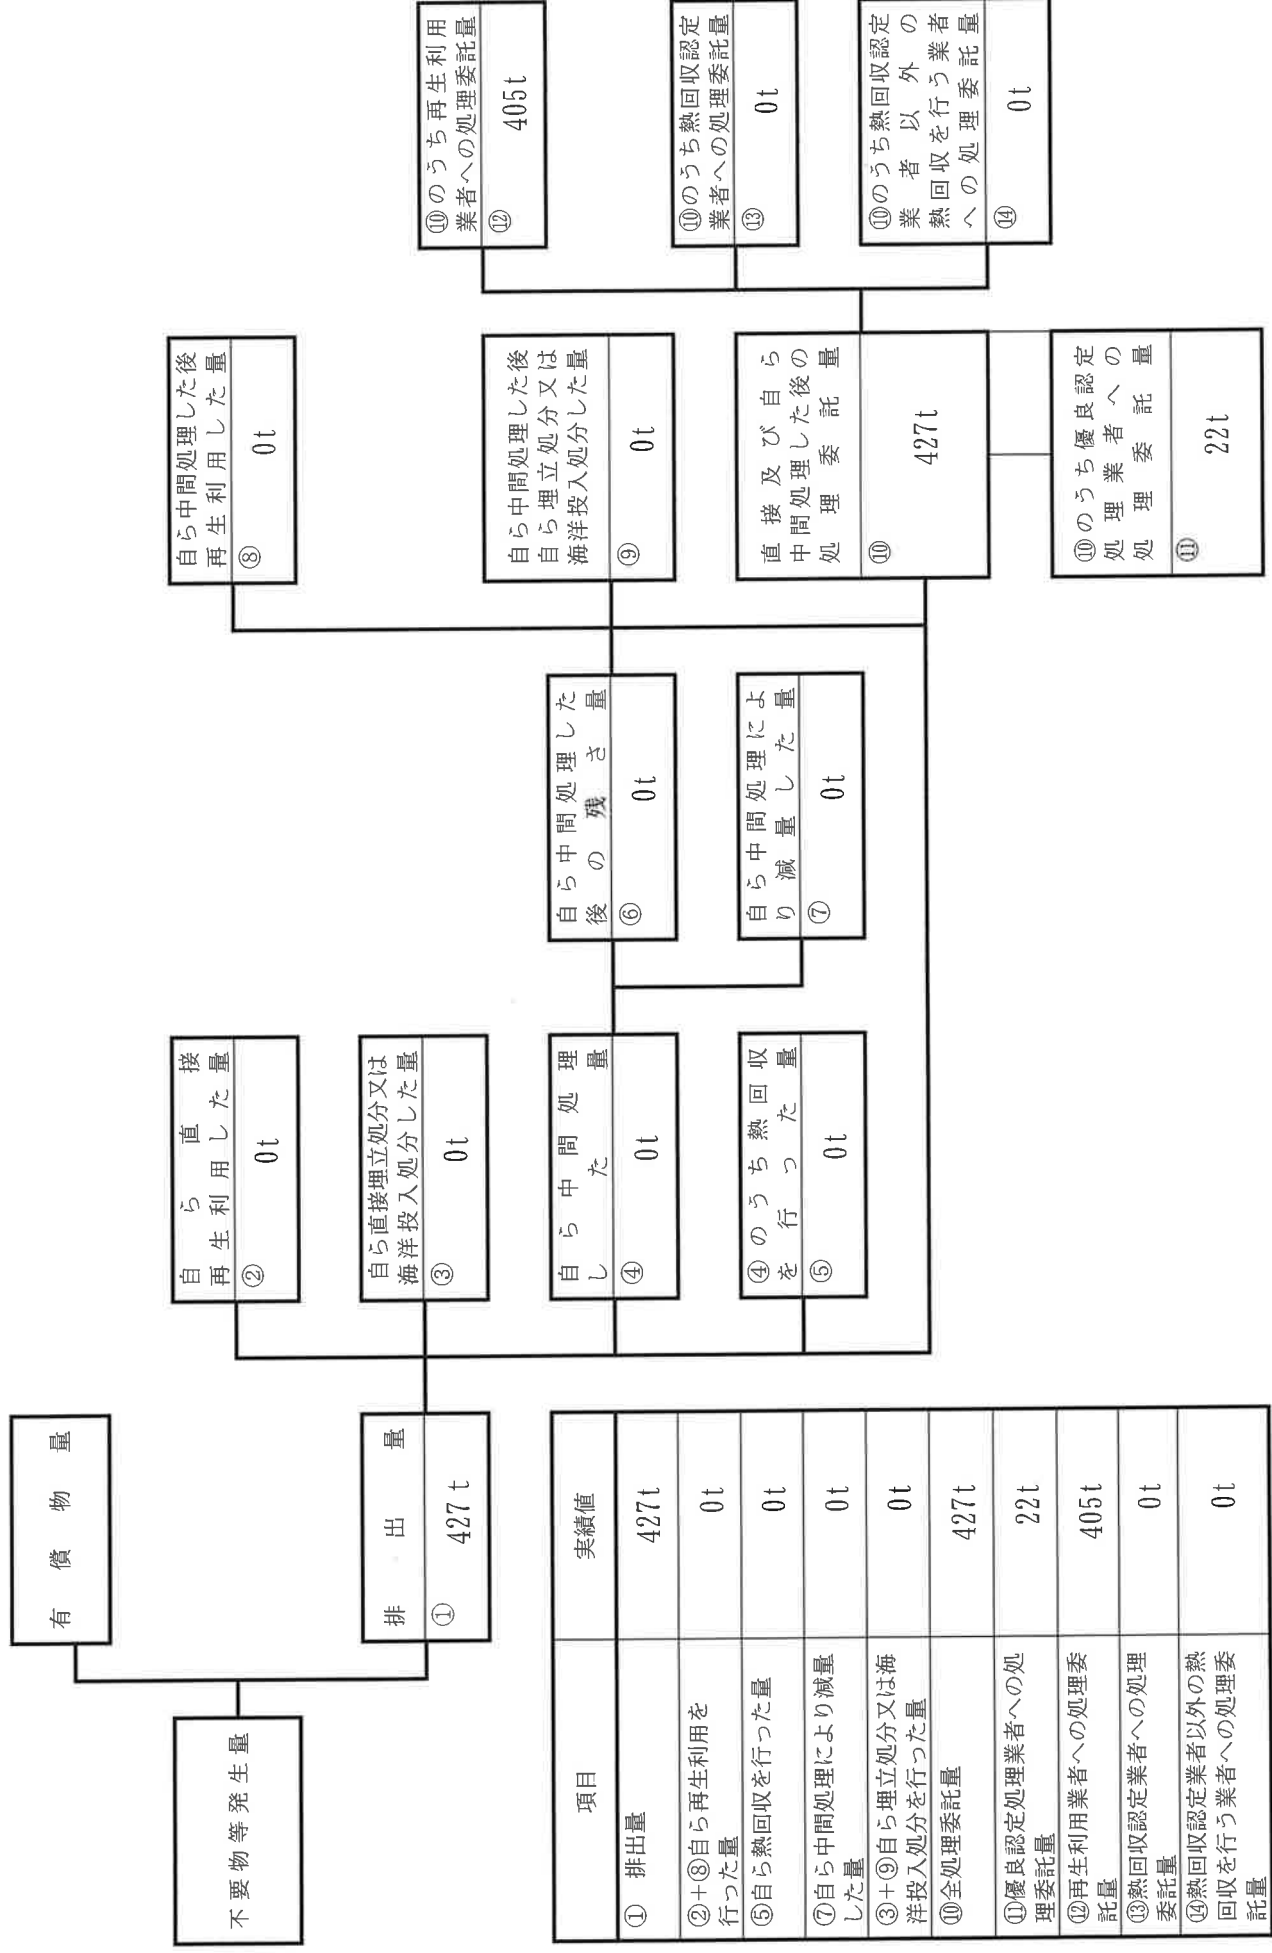 不要物等発生量
有償物量
排出量
① 427t
自ら直接
再生利用した量
② 0t
自ら直接埋立処分又は
海洋投入処分した量
③ 0t
自ら中間処理
した量
④ 0t
④のうち熱回収
を行った量
⑤ 0t
自ら中間処理した
後の残さ量
⑥ 0t
自ら中間処理によ
り減量した量
⑦ 0t
自ら中間処理した後
再生利用した量
⑧ 0t
自ら中間処理した後
自ら埋立処分又は
海洋投入処分した量
⑨ 0t
直接及び自ら
中間処理した後の
処理委託量
⑩ 427t
⑩のうち優良認定
処理業者への
処理委託量
⑪ 22t
⑩のうち再生利用
業者への処理委託量
⑫ 405t
⑩のうち熱回収認定
業者への処理委託量
⑬ 0t
⑩のうち熱回収認定
業者以外の
熱回収を行う業者
への処理委託量
⑭ 0t
項目 実績値
① 排出量 427t
②+⑧自ら再生利用を
行った量 0t
⑤自ら熱回収を行った量 0t
⑦自ら中間処理により減量
した量 0t
③+⑨自ら埋立処分又は海
洋投入処分を行った量 0t
⑩全処理委託量 427t
⑪優良認定処理業者への処
理委託量 22t
⑫再生利用業者への処理委
託量 405t
⑬熱回収認定業者への処理
委託量 0t
⑭熱回収認定業者以外の熱
回収を行う業者への処理委
託量 0t